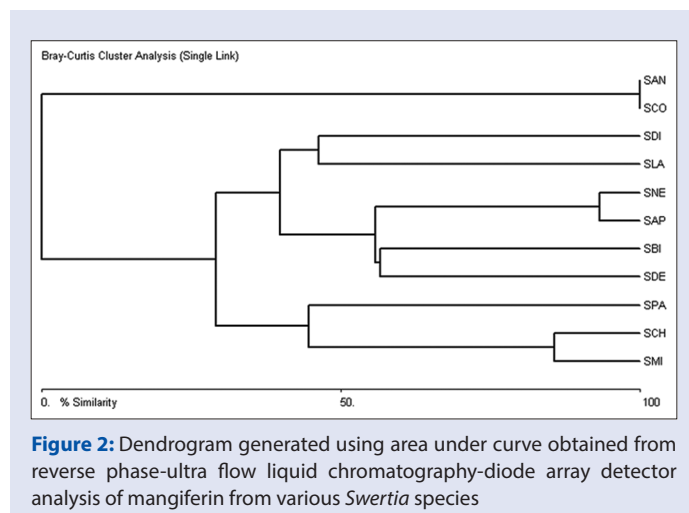 Bray-Curtis Cluster Analysis (Single Link)
SAN
SCO
SDI
SLA
SNE
SAP
SBI
SDE
SPA
SCH
SMI
0. % Similarity 50. 100
Figure 2: Dendrogram generated using area under curve obtained from
reverse phase-ultra flow liquid chromatography-diode array detector
analysis of mangiferin from various Swertia species